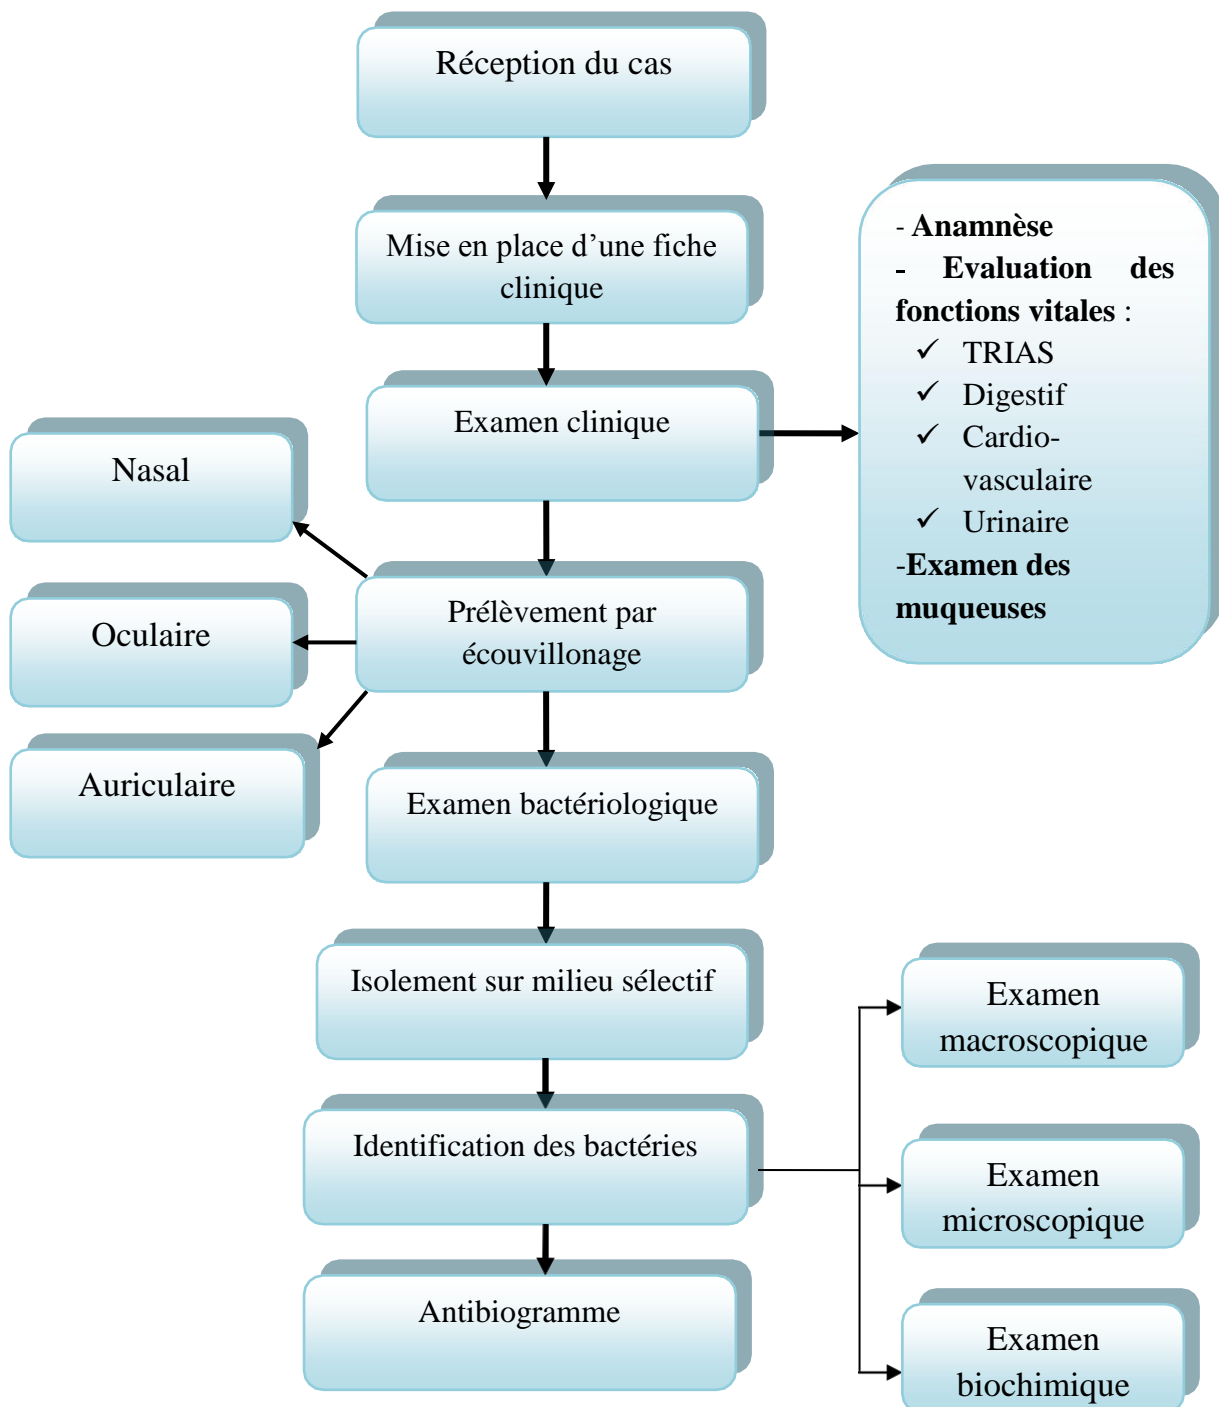 Réception du cas
Mise en place d’une fiche
clinique
Examen clinique
- Anamnèse
- Evaluation des
fonctions vitales :
✓ TRIAS
✓ Digestif
✓ Cardio-
vasculaire
✓ Urinaire
-Examen des
muqueuses
Prélèvement par
écouvillonage
Nasal
Oculaire
Auriculaire
Examen bactériologique
Isolement sur milieu sélectif
Identification des bactéries
Examen
macroscopique
Examen
microscopique
Examen
biochimique
Antibiogramme